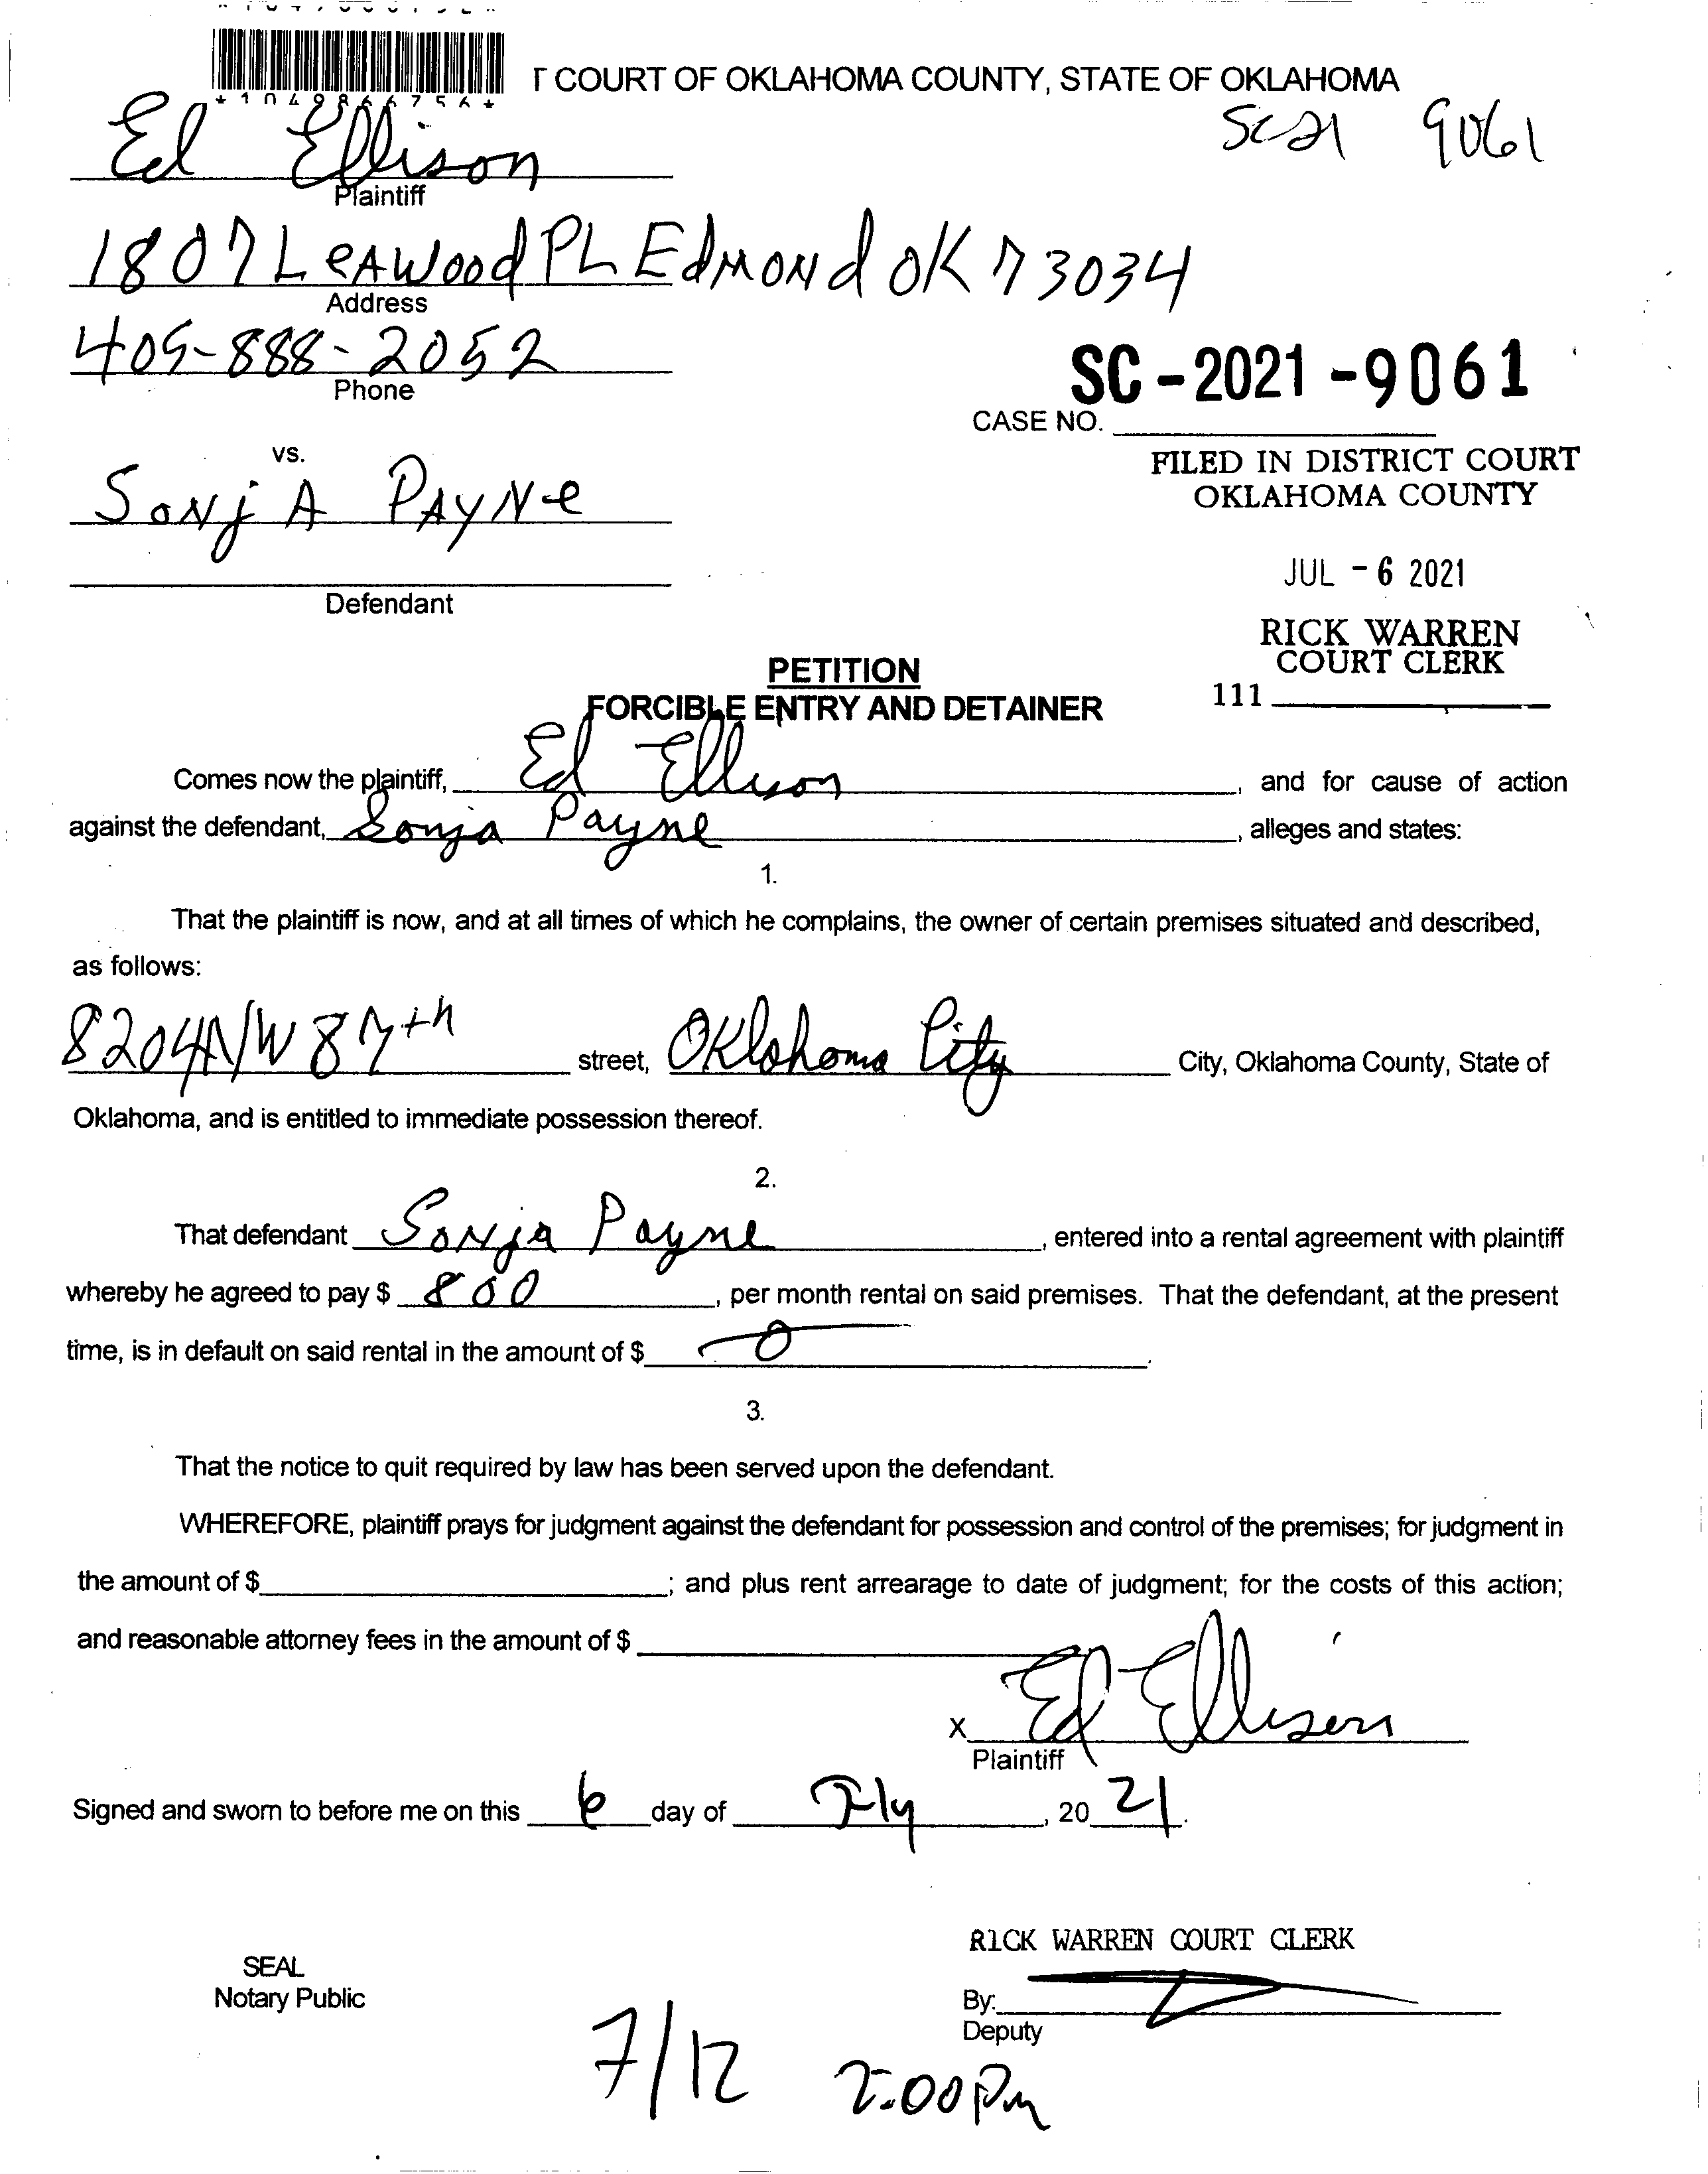 T COURT OF OKLAHOMA COUNTY, STATE OF OKLAHOMA
*1049866756*
SC21 9061
Ed Ellison
Plaintiff
1807 Leawood PL Edmond OK 73034
Address
405-888-2052
Phone
SC-2021-9061
CASE NO.
vs.
FILED IN DISTRICT COURT
OKLAHOMA COUNTY
Sonja Payne
JUL - 6 2021
Defendant
RICK WARREN
COURT CLERK
111
PETITION
FORCIBLE ENTRY AND DETAINER
Comes now the plaintiff, Ed Ellison, and for cause of action
against the defendant, Sonja Payne, alleges and states:
1.
That the plaintiff is now, and at all times of which he complains, the owner of certain premises situated and described,
as follows:
8204 NW 87th street, Oklahoma City City, Oklahoma County, State of
Oklahoma, and is entitled to immediate possession thereof.
2.
That defendant Sonja Payne, entered into a rental agreement with plaintiff
whereby he agreed to pay $ 800, per month rental on said premises. That the defendant, at the present
time, is in default on said rental in the amount of $ 0.
3.
That the notice to quit required by law has been served upon the defendant.
WHEREFORE, plaintiff prays for judgment against the defendant for possession and control of the premises; for judgment in
the amount of $ ; and plus rent arrearage to date of judgment; for the costs of this action;
and reasonable attorney fees in the amount of $
X Ed Ellison
Plaintiff
Signed and sworn to before me on this 6 day of July, 20 21.
RICK WARREN COURT CLERK
SEAL
Notary Public
By:
Deputy
7/12 2:00 Pm